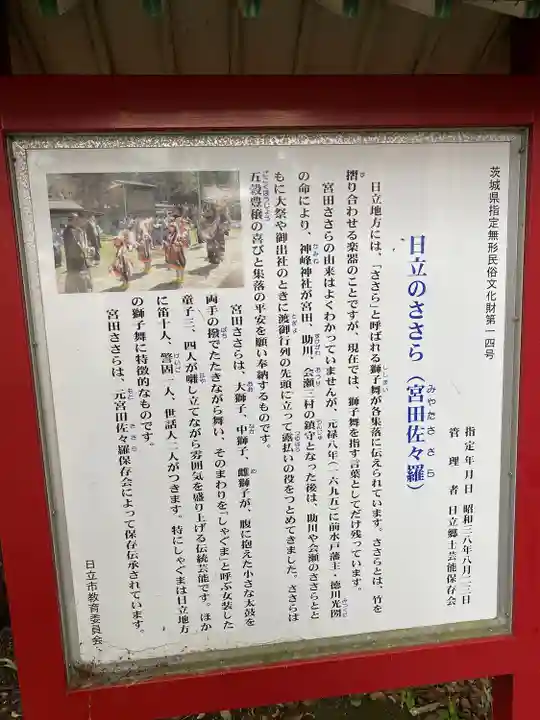 茨城県指定無形民俗文化財第一四号
日立のささら（宮田佐々羅）
みやたささら
指定年月日　昭和三八年八月二三日
管理者　日立郷土芸能保存会
日立地方には、「ささら」と呼ばれる獅子舞が各集落に伝えられています。ささらとは、竹を
摺り合わせる楽器のことですが、現在では、獅子舞を指す言葉としてだけ残っています。
宮田ささらの由来はよくわかっていませんが、元禄八年（一六九五）に前水戸藩主・徳川光圀
の命により、神峰神社が宮田、助川、会瀬三村の鎮守となった後は、助川や会瀬のささらとと
もに大祭や御出社のときに渡御行列の先頭に立って露払いの役をつとめてきました。ささらは
五穀豊穣の喜びと集落の平安を願い奉納するものです。
宮田ささらは、大獅子、中獅子、雌獅子が、腹に抱えた小さな太鼓を
両手の撥でたたきながら舞い、そのまわりを『しゃぐま』と呼ぶ女装した
童子三、四人が囃し立てながら雰囲気を盛り上げる伝統芸能です。ほか
に笛十人、警固一人、世話人二人がつきます。特にしゃぐまは日立地方
の獅子舞に特徴的なものです。
宮田ささらは、元宮田佐々羅保存会によって保存伝承されています。
日立市教育委員会